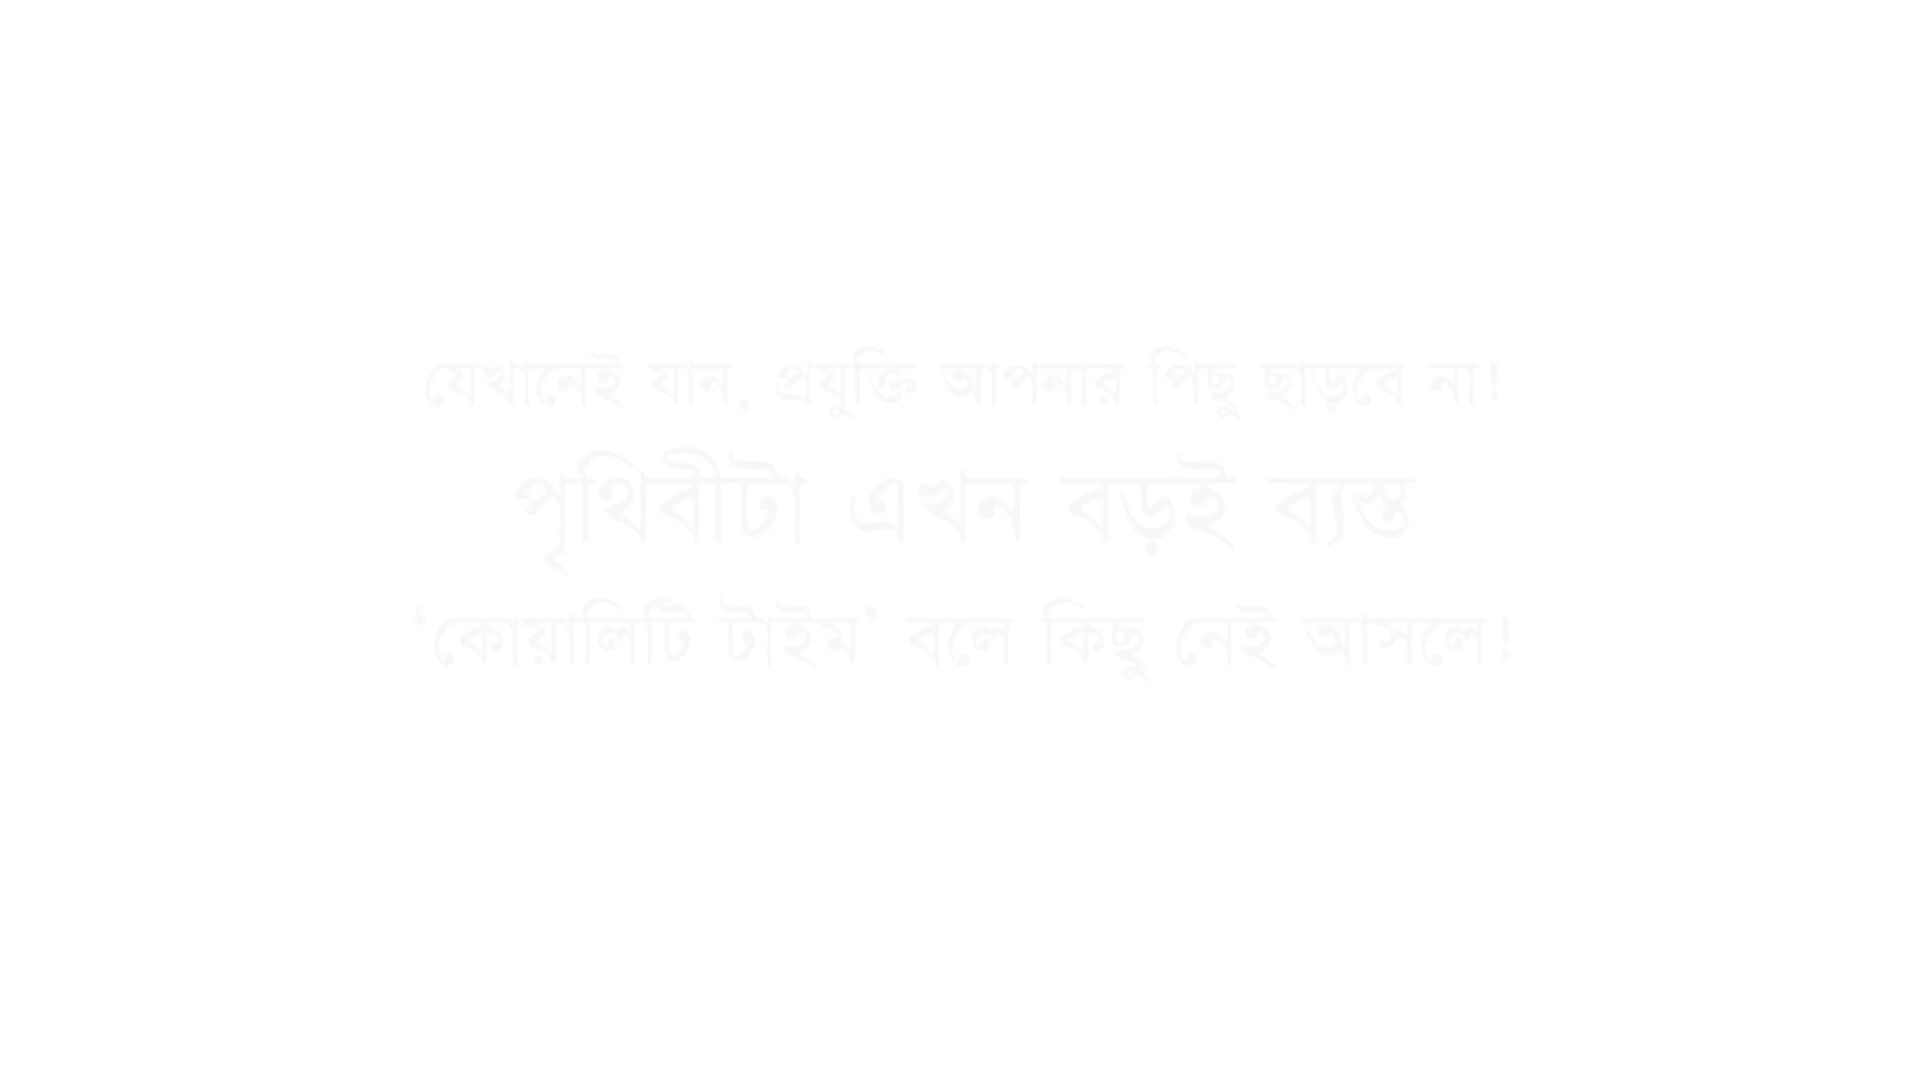 যেখানেই যান, প্রযুক্তি আপনার পিছু ছাড়বে না!
পৃথিবীটা এখন বড়ই ব্যস্ত
‘কোয়ালিটি টাইম’ বলে কিছু নেই আসলে!